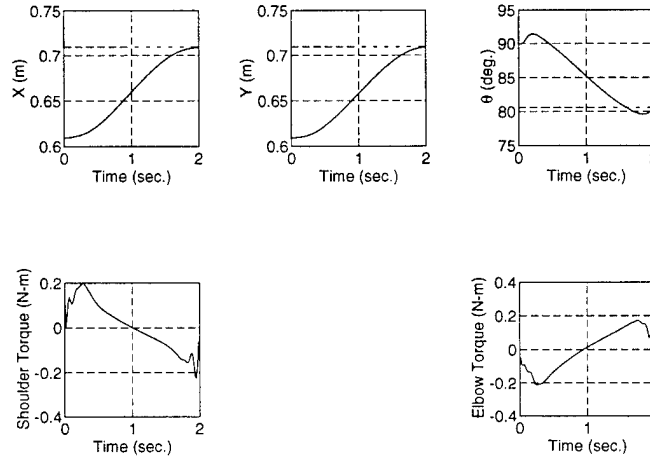 0.75
0.7
0.65
0.6
X (m)
0 1 2
Time (sec.)
0.75
0.7
0.65
0.6
Y (m)
0 1 2
Time (sec.)
95
90
85
80
75
θ (deg.)
0 1 2
Time (sec.)
0.2
0
-0.2
-0.4
Shoulder Torque (N-m)
0 1 2
Time (sec.)
0.4
0.2
0
-0.2
-0.4
Elbow Torque (N-m)
0 1
Time (sec.)